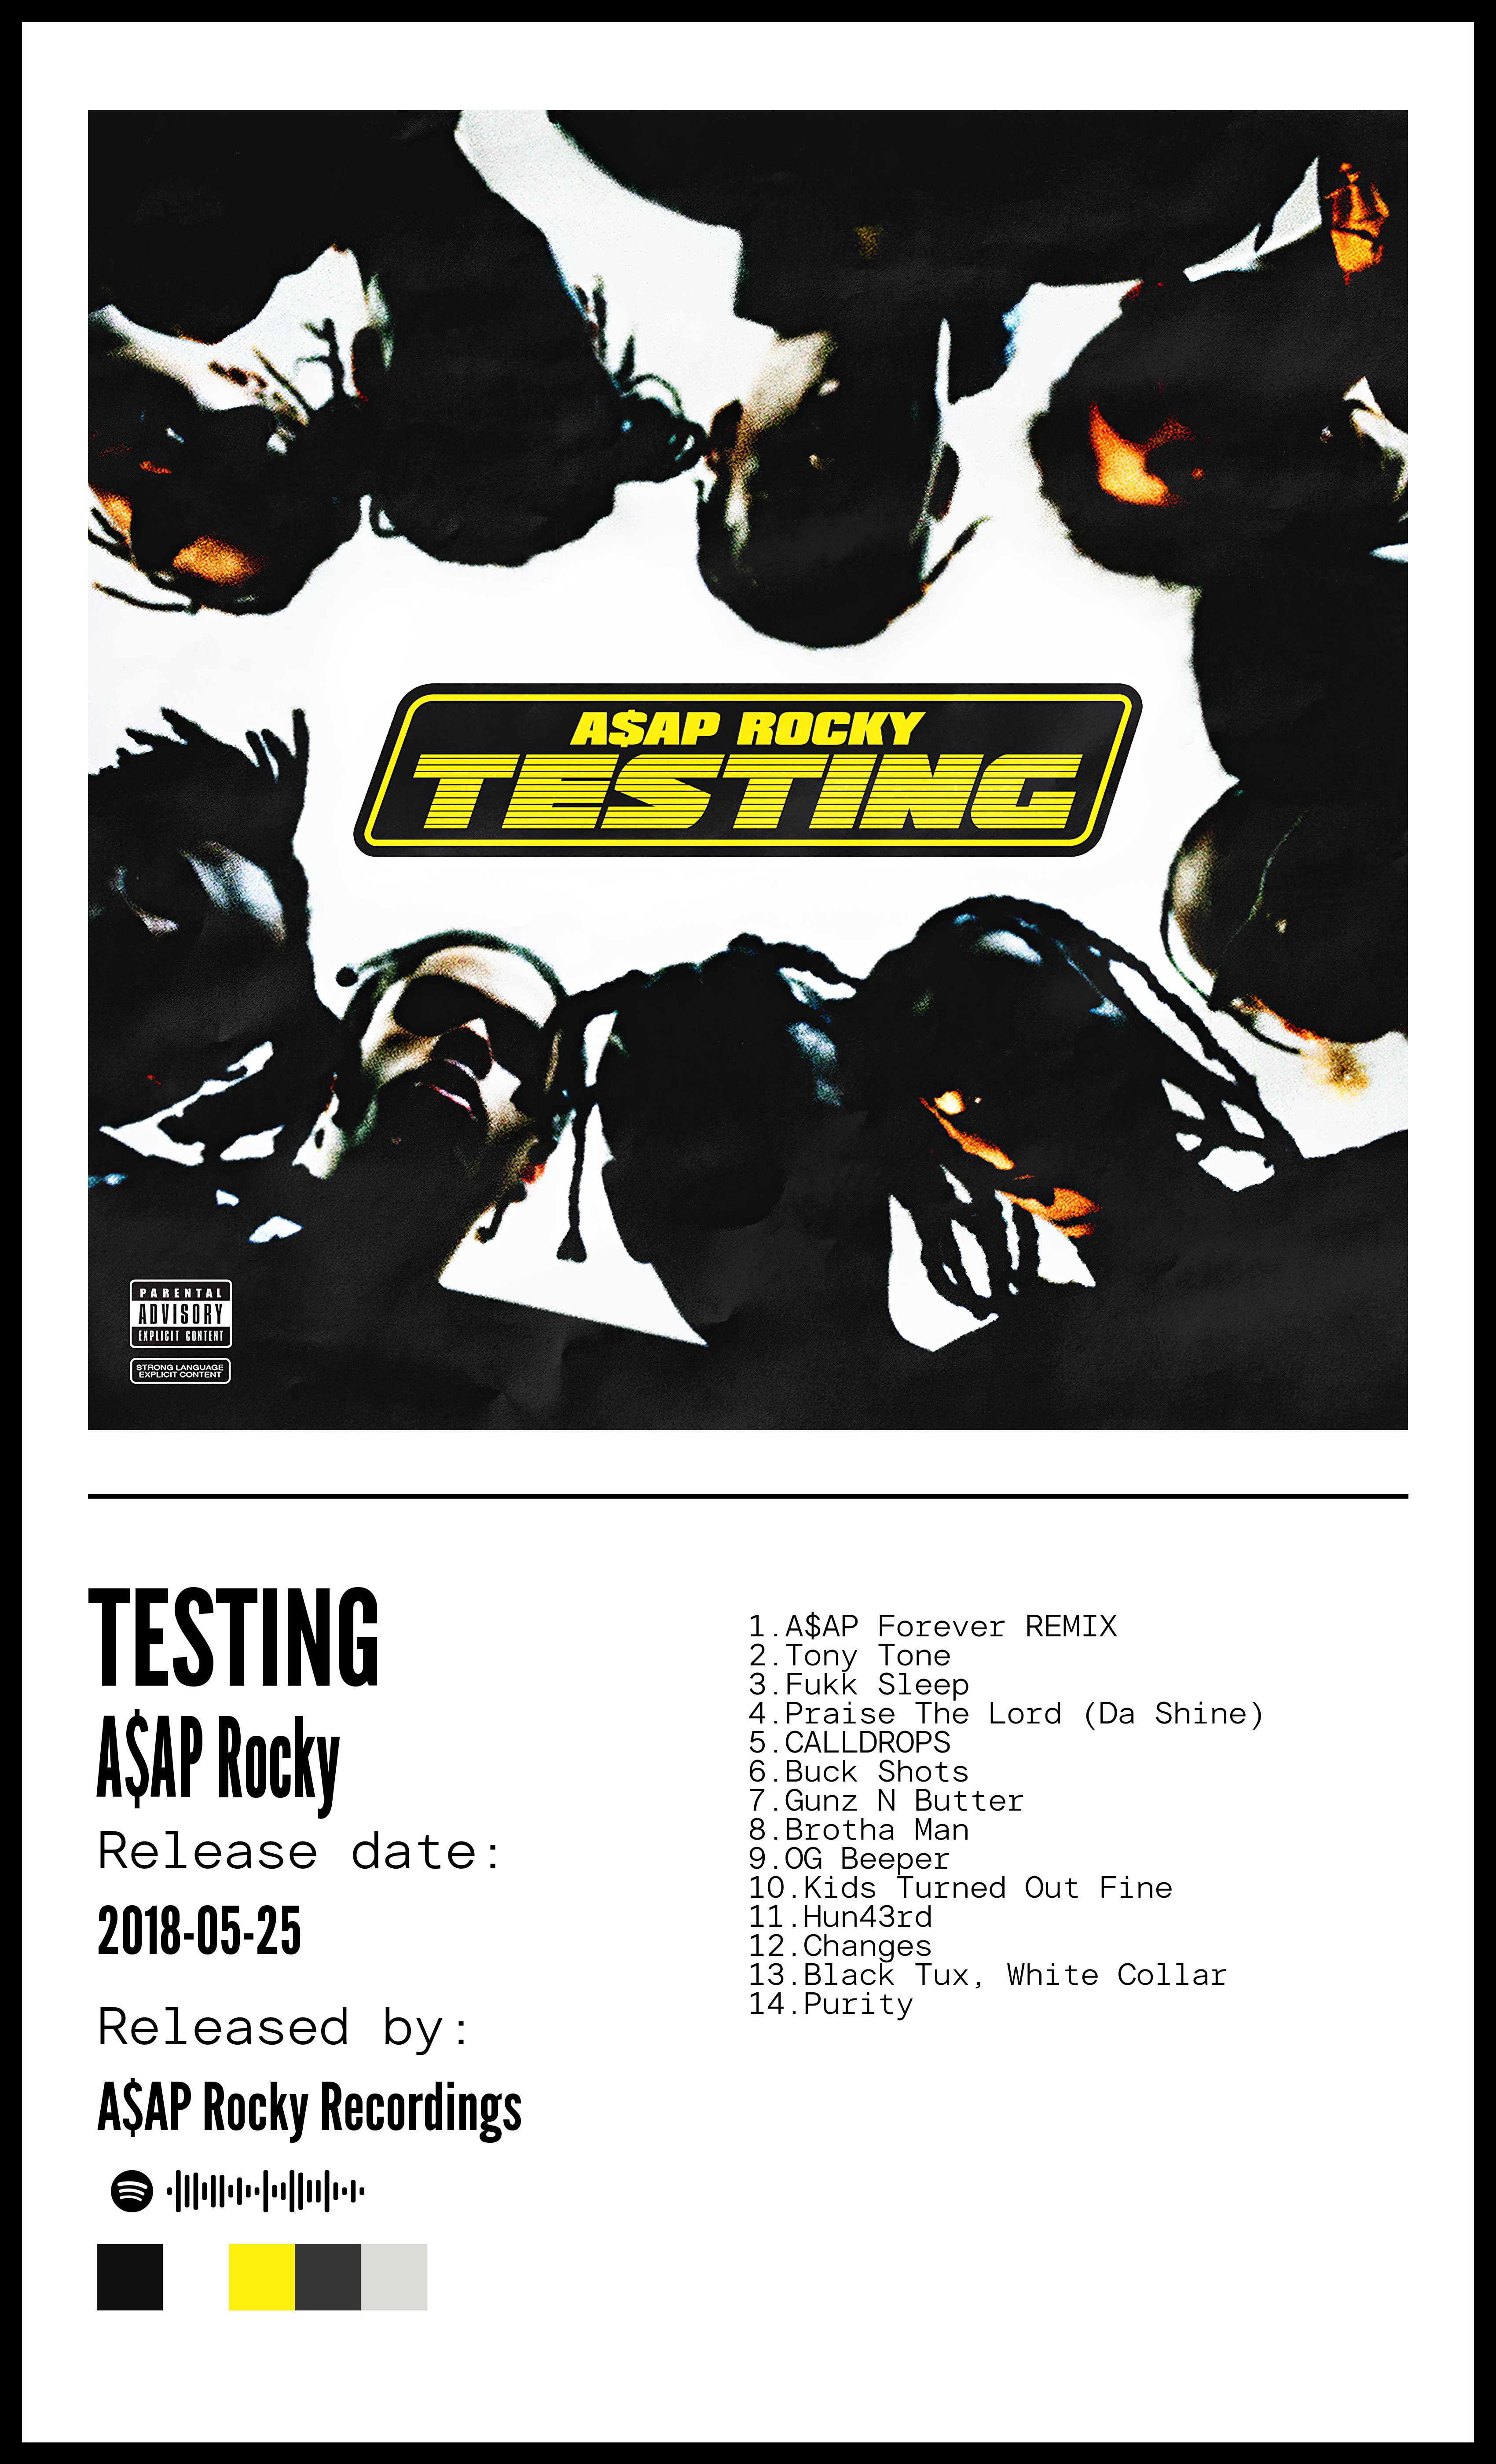 A$AP ROCKY
TESTING
PARENTAL
ADVISORY
EXPLICIT CONTENT
STRONG LANGUAGE
EXPLICIT CONTENT
TESTING
A$AP Rocky
Release date:
2018-05-25
Released by:
A$AP Rocky Recordings
1.A$AP Forever REMIX
2.Tony Tone
3.Fukk Sleep
4.Praise The Lord (Da Shine)
5.CALLDROPS
6.Buck Shots
7.Gunz N Butter
8.Brotha Man
9.OG Beeper
10.Kids Turned Out Fine
11.Hun43rd
12.Changes
13.Black Tux, White Collar
14.Purity